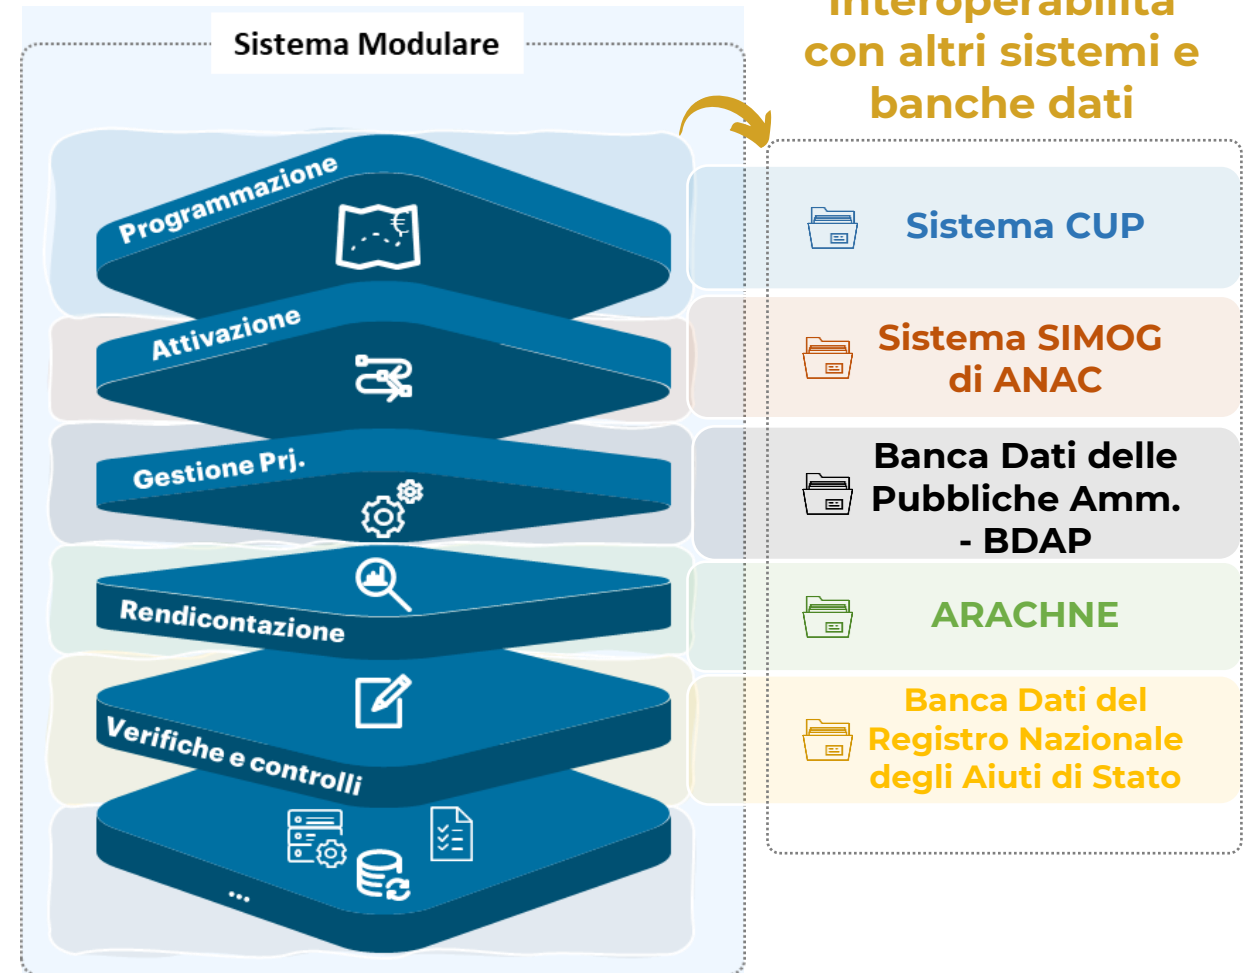 Sistema Modulare
Interoperabilità
con altri sistemi e
banche dati
Programmazione
€
Attivazione
Gestione Prj.
Rendicontazione
Verifiche e controlli
...
Sistema CUP
Sistema SIMOG
di ANAC
Banca Dati delle
Pubbliche Amm.
- BDAP
ARACHNE
Banca Dati del
Registro Nazionale
degli Aiuti di Stato